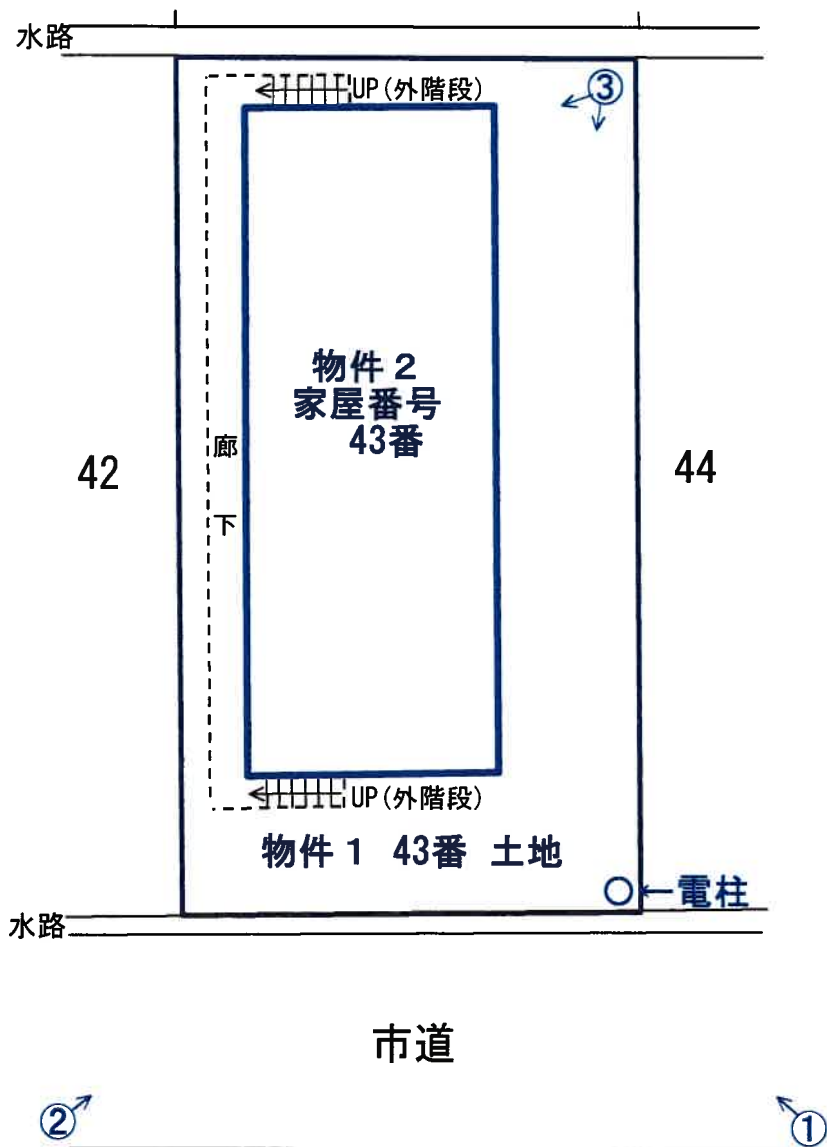 水路
UP(外階段)
③
物件2
家屋番号
43番
廊下
42
44
UP(外階段)
物件1 43番 土地
電柱
水路
市道
②
①